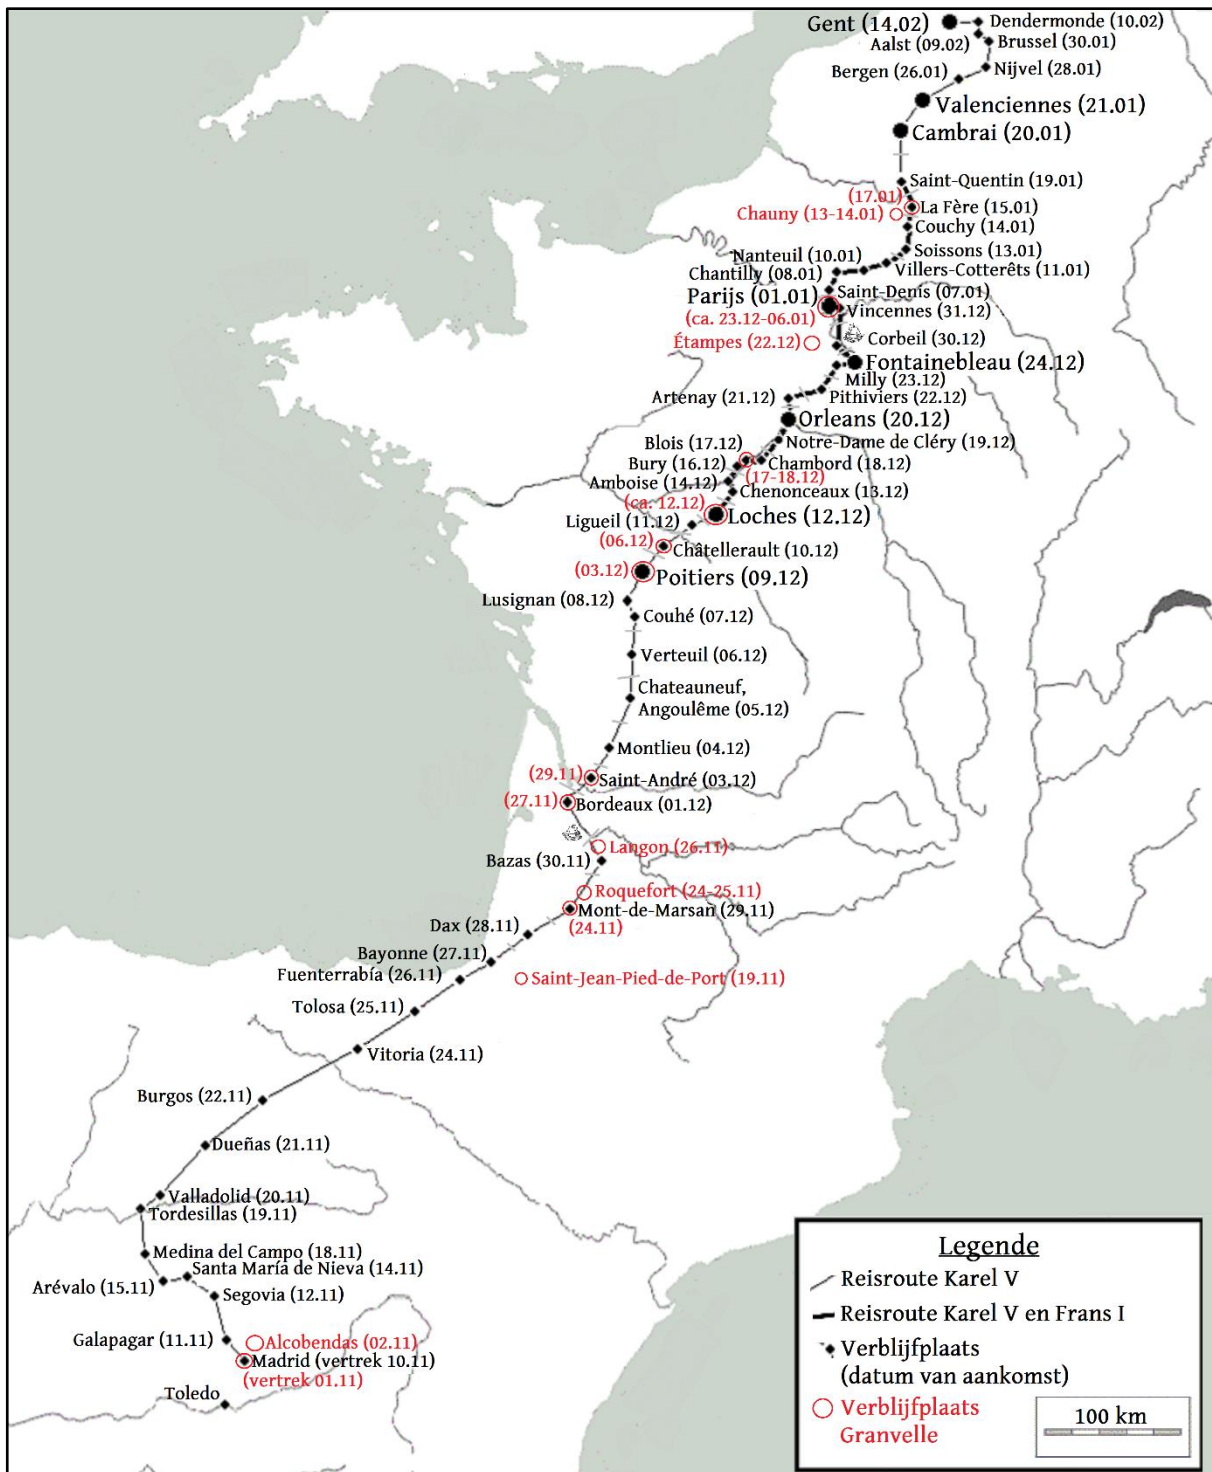 Gent (14.02)
Dendermonde (10.02)
Aalst (09.02)
Brussel (30.01)
Nijvel (28.01)
Bergen (26.01)
Valenciennes (21.01)
Cambrai (20.01)
Saint-Quentin (19.01)
(17.01)
La Fère (15.01)
Chauny (13-14.01)
Couchy (14.01)
Soissons (13.01)
Nanteuil (10.01)
Villers-Cotterêts (11.01)
Chantilly (08.01)
Saint-Denis (07.01)
Parijs (01.01)
Vincennes (31.12)
(ca. 23.12-06.01)
Corbeil (30.12)
Étampes (22.12)
Fontainebleau (24.12)
Milly (23.12)
Pithiviers (22.12)
Artenay (21.12)
Orleans (20.12)
Notre-Dame de Cléry (19.12)
Blois (17.12)
Bury (16.12)
Chambord (18.12)
(17-18.12)
Amboise (14.12)
Chenonceaux (13.12)
(ca. 12.12)
Loches (12.12)
Ligueil (11.12)
(06.12)
Châtellerault (10.12)
(03.12)
Poitiers (09.12)
Lusignan (08.12)
Couhé (07.12)
Verteuil (06.12)
Chateauneuf,
Angoulême (05.12)
Montlieu (04.12)
(29.11)
Saint-André (03.12)
(27.11)
Bordeaux (01.12)
Langon (26.11)
Bazas (30.11)
Roquefort (24-25.11)
Mont-de-Marsan (29.11)
(24.11)
Dax (28.11)
Bayonne (27.11)
Fuenterrabía (26.11)
Saint-Jean-Pied-de-Port (19.11)
Tolosa (25.11)
Vitoria (24.11)
Burgos (22.11)
Dueñas (21.11)
Valladolid (20.11)
Tordesillas (19.11)
Medina del Campo (18.11)
Santa María de Nieva (14.11)
Arévalo (15.11)
Segovia (12.11)
Galapagar (11.11)
Alcobendas (02.11)
Madrid (vertrek 10.11)
(vertrek 01.11)
Toledo
Legende
Reisroute Karel V
Reisroute Karel V en Frans I
Verblijfplaats
(datum van aankomst)
Verblijfplaats
Granvelle
100 km